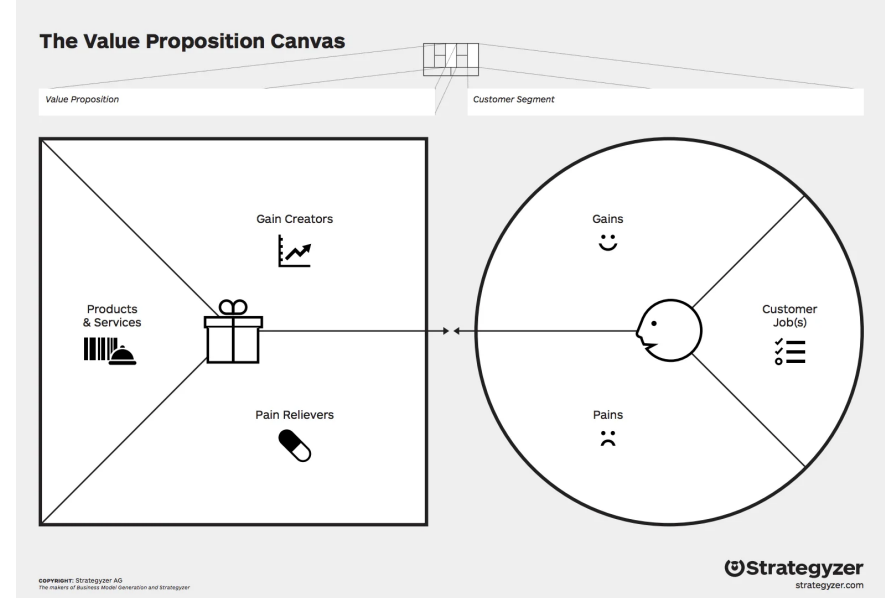 The Value Proposition Canvas
Value Proposition
Customer Segment
Gain Creators
Gains
Products
& Services
Customer
Job(s)
Pain Relievers
Pains
COPYRIGHT: Strategyzer AG
The makers of Business Model Generation and Strategyzer
Strategyzer
strategyzer.com